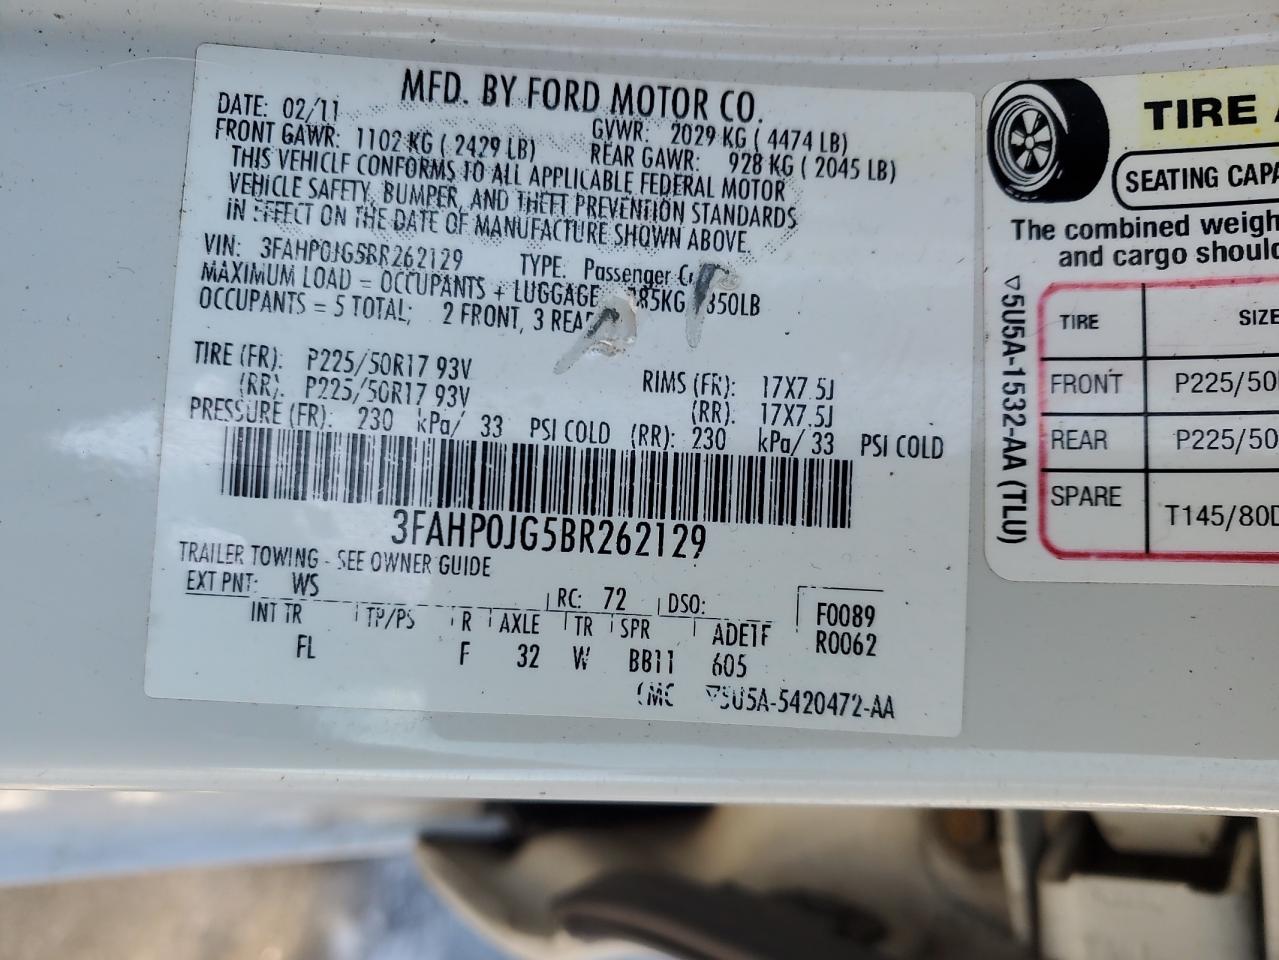 MFD. BY FORD MOTOR CO.
DATE: 02/11
GVWR: 2029 KG ( 4474 LB)
FRONT GAWR: 1102 KG ( 2429 LB)
REAR GAWR: 928 KG ( 2045 LB)
THIS VEHICLE CONFORMS TO ALL APPLICABLE FEDERAL MOTOR
VEHICLE SAFETY, BUMPER, AND THEFT PREVENTION STANDARDS
IN EFFECT ON THE DATE OF MANUFACTURE SHOWN ABOVE.
VIN: 3FAHP0JG5BR262129 TYPE: Passenger
MAXIMUM LOAD = OCCUPANTS + LUGGAGE 385KG 850LB
OCCUPANTS = 5 TOTAL; 2 FRONT, 3 REAR
TIRE (FR): P225/50R17 93V RIMS (FR): 17X7.5J
(RR): P225/50R17 93V (RR): 17X7.5J
PRESSURE (FR): 230 kPa/ 33 PSI COLD (RR): 230 kPa/ 33 PSI COLD
3FAHP0JG5BR262129
TRAILER TOWING - SEE OWNER GUIDE
EXT PNT: WS RC: 72 DSO: F0089
INT TR TP/PS R AXLE TR SPR ADETF R0062
FL F 32 W BB11 605
▽5U5A-5420472-AA
TIRE
SEATING CAPA
The combined weigh
and cargo should
▽5U5A-1532-AA (TLU)
TIRE SIZE
FRONT P225/50
REAR P225/50
SPARE T145/80D